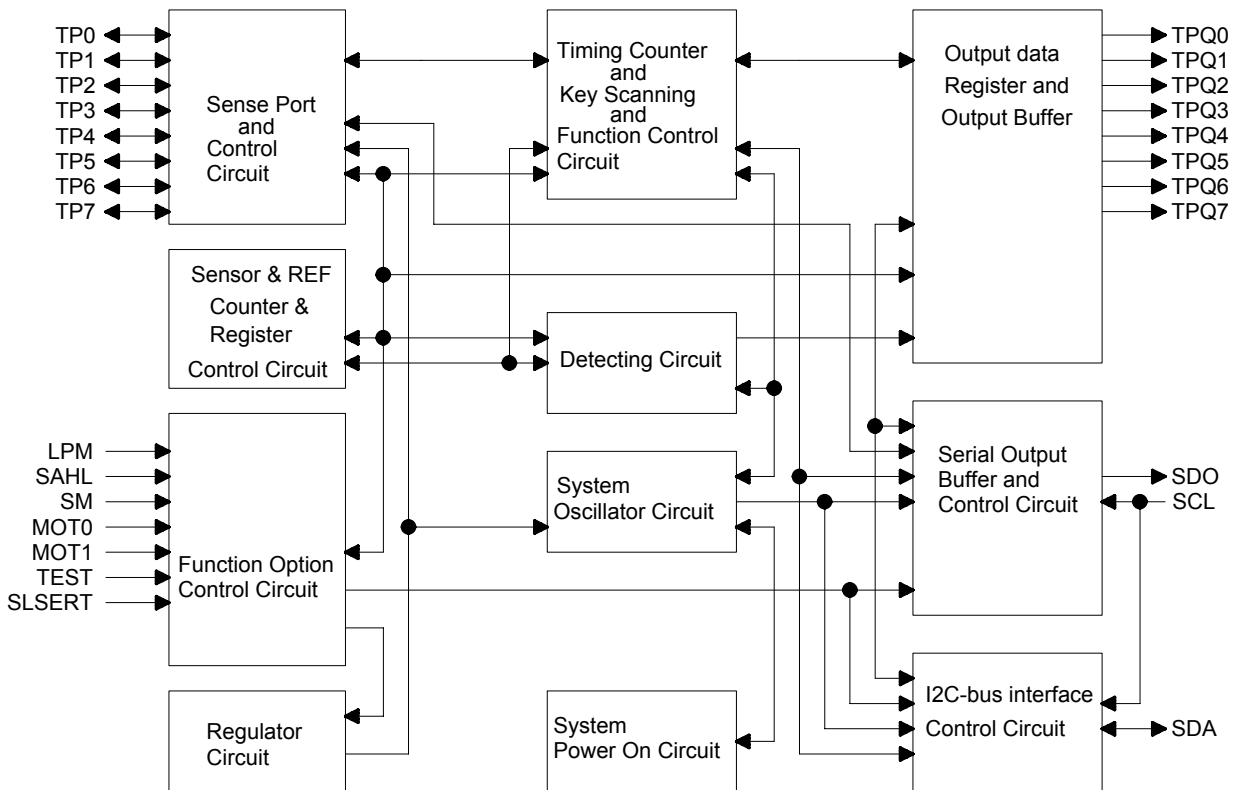 TP0
TP1
TP2
TP3
TP4
TP5
TP6
TP7
Sense Port
and
Control
Circuit
Timing Counter
and
Key Scanning
and
Function Control
Circuit
Output data
Register and
Output Buffer
TPQ0
TPQ1
TPQ2
TPQ3
TPQ4
TPQ5
TPQ6
TPQ7
Sensor & REF
Counter &
Register
Control Circuit
Detecting Circuit
LPM
SAHL
SM
MOT0
MOT1
TEST
SLSERT
Function Option
Control Circuit
System
Oscillator Circuit
Serial Output
Buffer and
Control Circuit
SDO
SCL
Regulator
Circuit
System
Power On Circuit
I2C-bus interface
Control Circuit
SDA